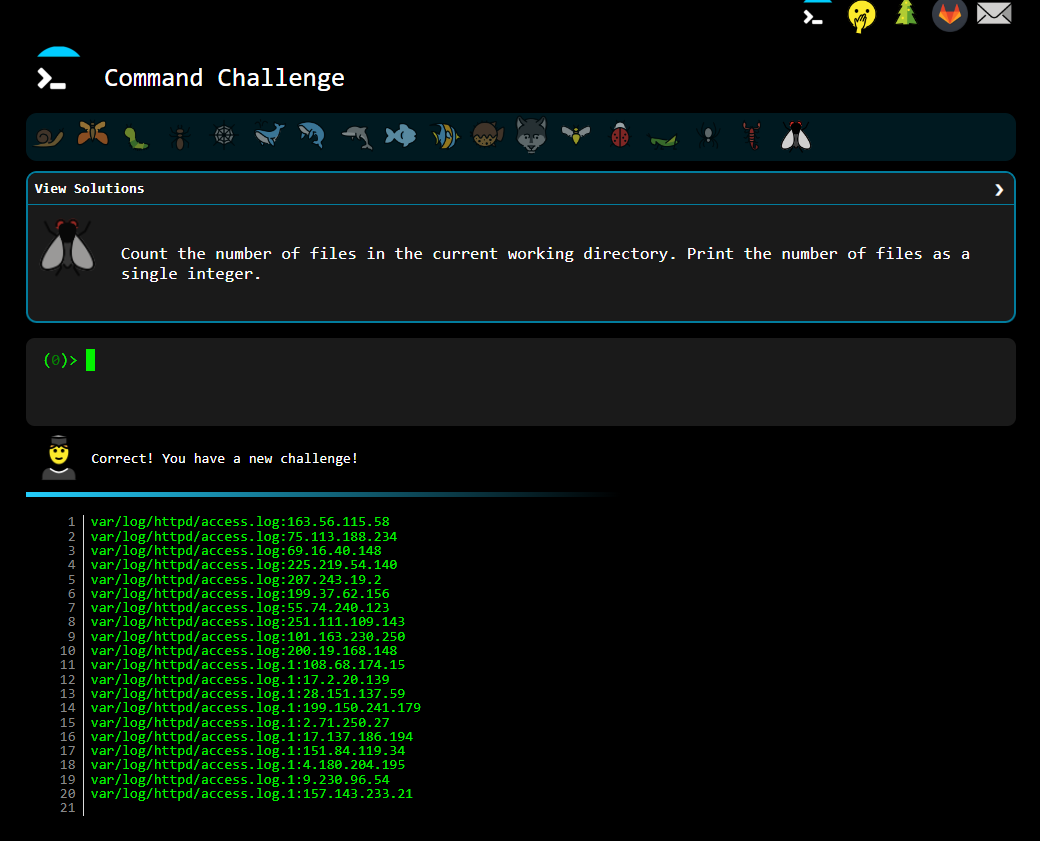 Command Challenge
View Solutions
Count the number of files in the current working directory. Print the number of files as a
single integer.
(0)>
Correct! You have a new challenge!
1 var/log/httpd/access.log:163.56.115.58
2 var/log/httpd/access.log:75.113.188.234
3 var/log/httpd/access.log:69.16.40.148
4 var/log/httpd/access.log:225.219.54.140
5 var/log/httpd/access.log:207.243.19.2
6 var/log/httpd/access.log:199.37.62.156
7 var/log/httpd/access.log:55.74.240.123
8 var/log/httpd/access.log:251.111.109.143
9 var/log/httpd/access.log:101.163.230.250
10 var/log/httpd/access.log:200.19.168.148
11 var/log/httpd/access.log.1:108.68.174.15
12 var/log/httpd/access.log.1:17.2.20.139
13 var/log/httpd/access.log.1:28.151.137.59
14 var/log/httpd/access.log.1:199.150.241.179
15 var/log/httpd/access.log.1:2.71.250.27
16 var/log/httpd/access.log.1:17.137.186.194
17 var/log/httpd/access.log.1:151.84.119.34
18 var/log/httpd/access.log.1:4.180.204.195
19 var/log/httpd/access.log.1:9.230.96.54
20 var/log/httpd/access.log.1:157.143.233.21
21